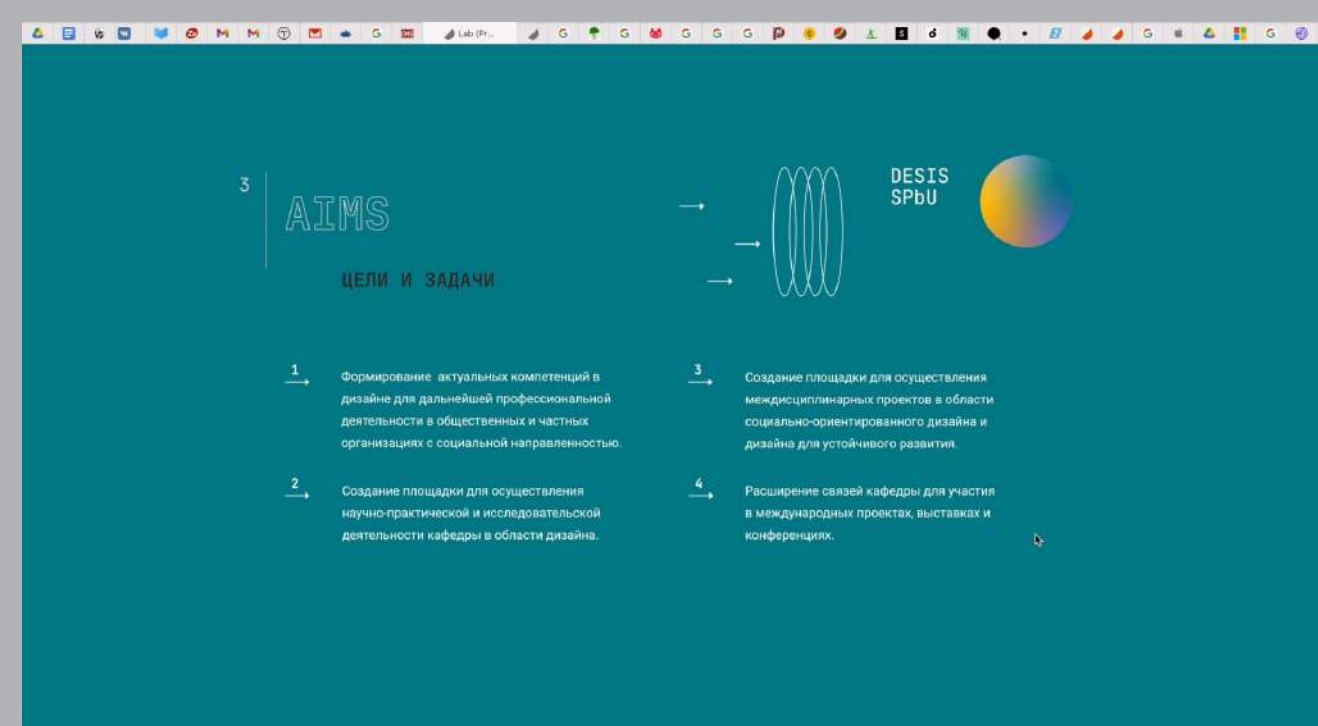 Lab (Pr...
3
AIMS
ЦЕЛИ И ЗАДАЧИ
DESIS
SPbU
1
Формирование актуальных компетенций в
дизайне для дальнейшей профессиональной
деятельности в общественных и частных
организациях с социальной направленностью.
2
Создание площадки для осуществления
научно-практической и исследовательской
деятельности кафедры в области дизайна.
3
Создание площадки для осуществления
междисциплинарных проектов в области
социально-ориентированного дизайна и
дизайна для устойчивого развития.
4
Расширение связей кафедры для участия
в международных проектах, выставках и
конференциях.